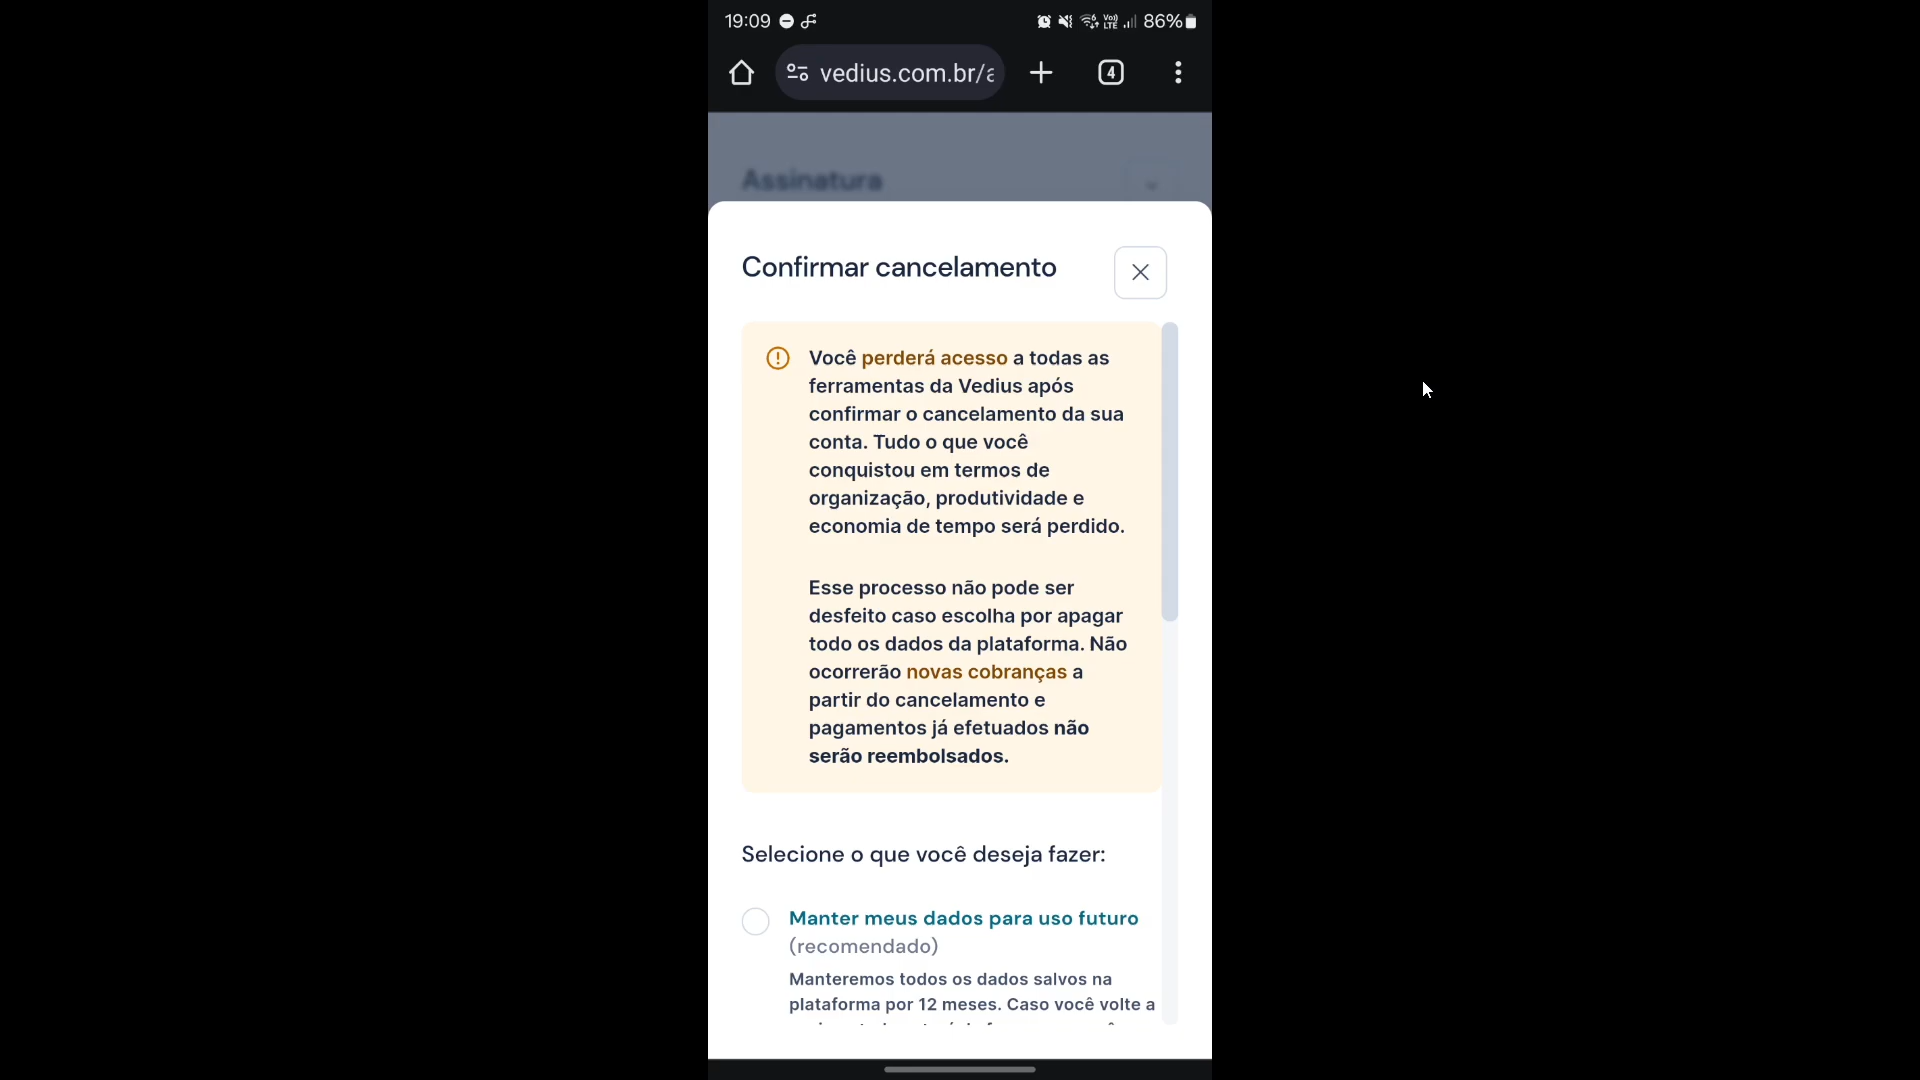 19:09
VoD LTE 86%
vedius.com.br/a
4
Assinatura
Confirmar cancelamento
Você perderá acesso a todas as
ferramentas da Vedius após
confirmar o cancelamento da sua
conta. Tudo o que você
conquistou em termos de
organização, produtividade e
economia de tempo será perdido.
Esse processo não pode ser
desfeito caso escolha por apagar
todo os dados da plataforma. Não
ocorrerão novas cobranças a
partir do cancelamento e
pagamentos já efetuados não
serão reembolsados.
Selecione o que você deseja fazer:
Manter meus dados para uso futuro
(recomendado)
Manteremos todos os dados salvos na
plataforma por 12 meses. Caso você volte a